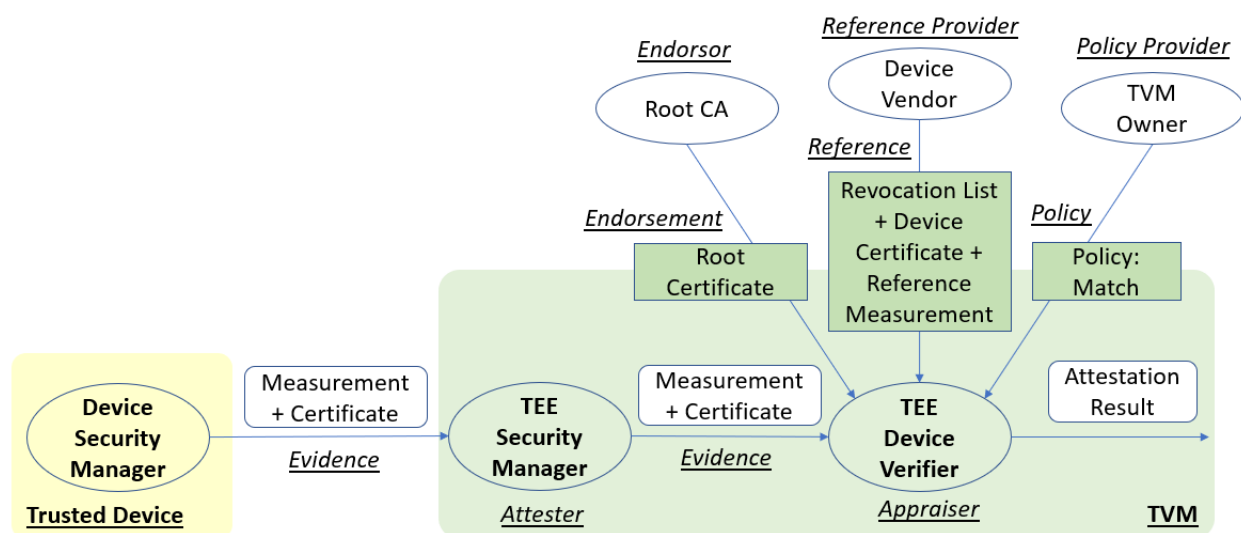 Reference Provider
Endorsor
Policy Provider
Root CA
Device
Vendor
TVM
Owner
Reference
Endorsement
Policy
Root
Certificate
Revocation List
+ Device
Certificate +
Reference
Measurement
Policy:
Match
Device
Security
Manager
Measurement
+ Certificate
Evidence
Trusted Device
TEE
Security
Manager
Attester
Measurement
+ Certificate
Evidence
TEE
Device
Verifier
Appraiser
Attestation
Result
TVM